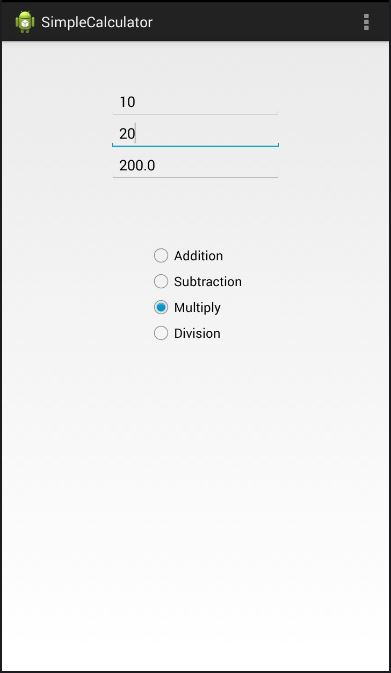 SimpleCalculator
10
20
200.0
Addition
Subtraction
Multiply
Division